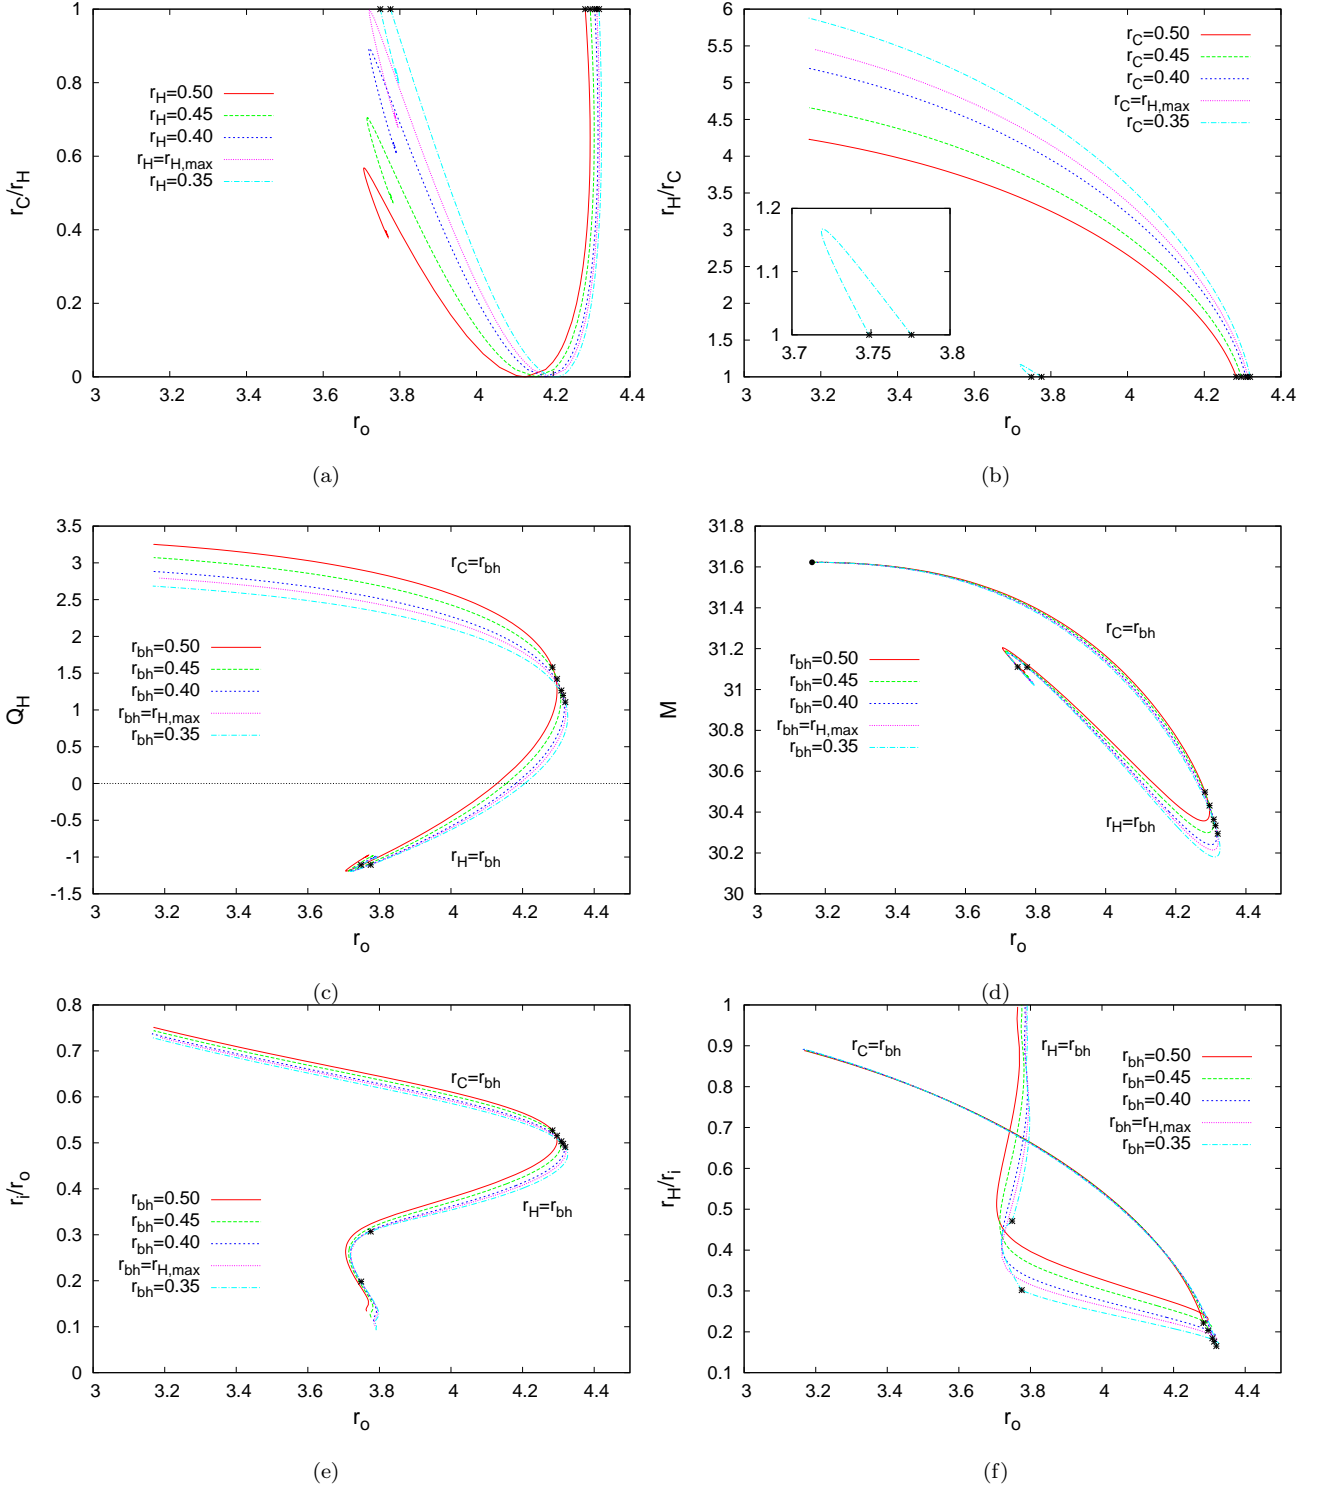 1
0.8
0.6
0.4
0.2
0
r_C/r_H
r_H=0.50
r_H=0.45
r_H=0.40
r_H=r_H,max
r_H=0.35
3 3.2 3.4 3.6 3.8 4 4.2 4.4
r_o
(a)
6
5.5
5
4.5
4
3.5
3
2.5
2
1.5
1
r_H/r_C
r_C=0.50
r_C=0.45
r_C=0.40
r_C=r_H,max
r_C=0.35
1.2
1.1
1
3.7 3.75 3.8
3 3.2 3.4 3.6 3.8 4 4.2 4.4
r_o
(b)
3.5
3
2.5
2
1.5
1
0.5
0
-0.5
-1
-1.5
Q_H
r_C=r_bh
r_bh=0.50
r_bh=0.45
r_bh=0.40
r_bh=r_H,max
r_bh=0.35
r_H=r_bh
3 3.2 3.4 3.6 3.8 4 4.2 4.4
r_o
(c)
31.8
31.6
31.4
31.2
31
30.8
30.6
30.4
30.2
30
M
r_C=r_bh
r_bh=0.50
r_bh=0.45
r_bh=0.40
r_bh=r_H,max
r_bh=0.35
r_H=r_bh
3 3.2 3.4 3.6 3.8 4 4.2 4.4
r_o
(d)
0.8
0.7
0.6
0.5
0.4
0.3
0.2
0.1
0
r_i/r_o
r_C=r_bh
r_H=r_bh
r_bh=0.50
r_bh=0.45
r_bh=0.40
r_bh=r_H,max
r_bh=0.35
3 3.2 3.4 3.6 3.8 4 4.2 4.4
r_o
(e)
1
0.9
0.8
0.7
0.6
0.5
0.4
0.3
0.2
0.1
r_H/r_i
r_C=r_bh
r_H=r_bh
r_bh=0.50
r_bh=0.45
r_bh=0.40
r_bh=r_H,max
r_bh=0.35
3 3.2 3.4 3.6 3.8 4 4.2 4.4
r_o
(f)